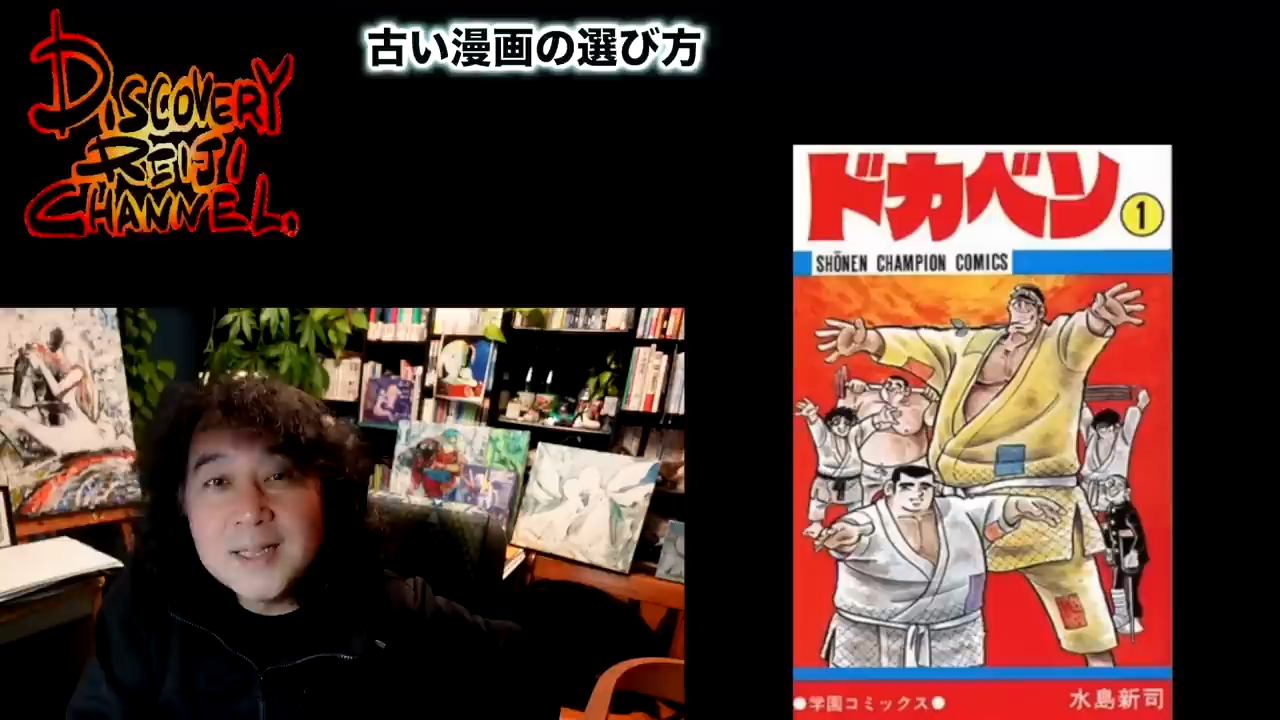 古い漫画の選び方
DISCOVERY
REIJI
CHANNEL.
ドカベン
1
SHŌNEN CHAMPION COMICS
●学園コミックス●
水島新司